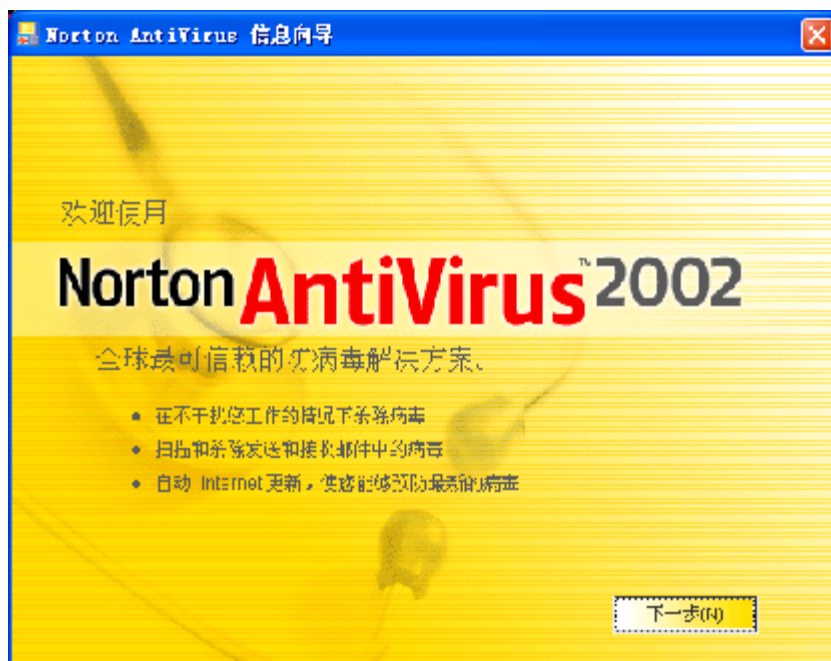 Norton AntiVirus 信息向导
欢迎使用
Norton AntiVirus™ 2002
全球最可信赖的防病毒解决方案。
在不干扰您工作的情况下杀除病毒
扫描和杀除发送和接收邮件中的病毒
自动 Internet 更新，使您能够预防最新的病毒
下一步(N)